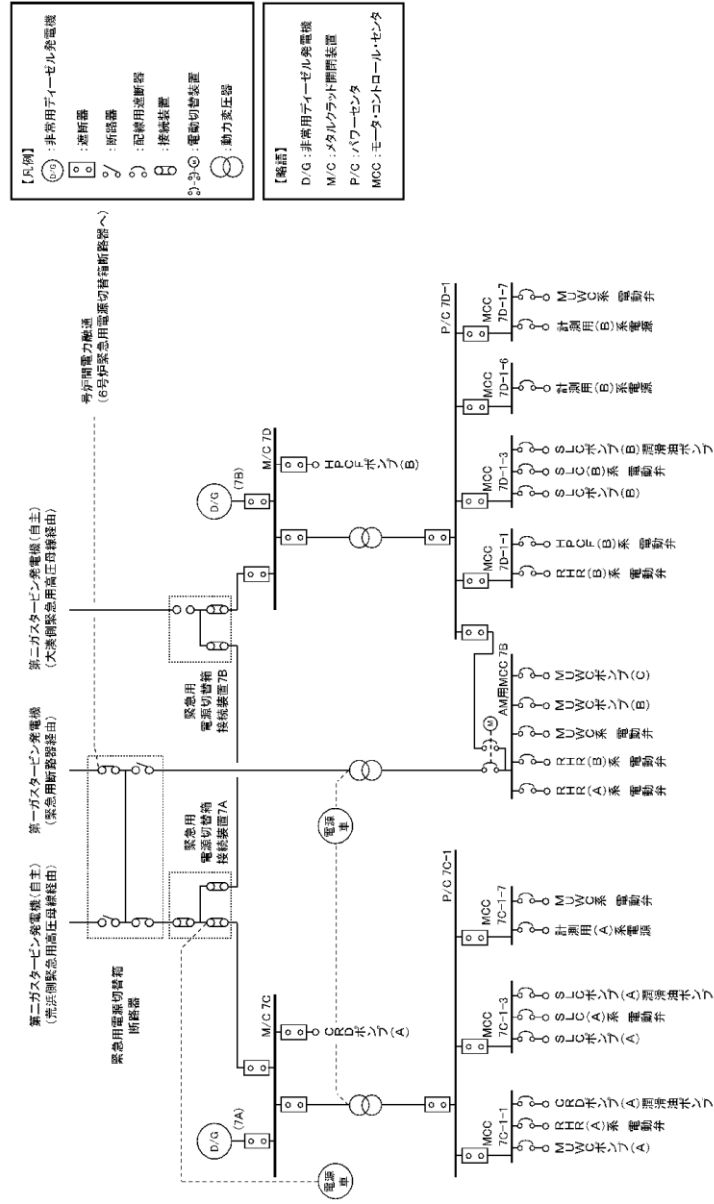 【凡例】
D/G :非常用ディーゼル発電機
:遮断器
:断路器
:配線用遮断器
:接続装置
M :電動切替装置
:動力変圧器
【略語】
D/G :非常用ディーゼル発電機
M/C :メタルクラッド開閉装置
P/C :パワーセンタ
MCC :モータ・コントロール・センタ
第二ガスタービン発電機(自主)
(荒浜側緊急用高圧母線経由)
第一ガスタービン発電機
(緊急用断路器経由)
第二ガスタービン発電機(自主)
(大湊側緊急用高圧母線経由)
号炉間電力融通
(6号炉緊急用電源切替箱断路器へ)
緊急用電源切替箱
断路器
緊急用
電源切替箱
接続装置7A
緊急用
電源切替箱
接続装置7B
電源
車
D/G
(7A)
M/C 7C
CRDポンプ(A)
電源
車
D/G
(7B)
M/C 7D
HPCFポンプ(B)
P/C 7C-1
MCC
7C-1-1
MUWCポンプ(A)
RHR(A)系 電動弁
CRDポンプ(A)潤滑油ポンプ
MCC
7C-1-3
SLCポンプ(A)
SLC(A)系 電動弁
SLCポンプ(A)潤滑油ポンプ
MCC
7C-1-7
計測用(A)系電源
MUWC系 電動弁
M
AM用MCC 7B
RHR(A)系 電動弁
RHR(B)系 電動弁
MUWC系 電動弁
MUWCポンプ(B)
MUWCポンプ(C)
P/C 7D-1
MCC
7D-1-1
RHR(B)系 電動弁
HPCF(B)系 電動弁
MCC
7D-1-3
SLCポンプ(B)
SLC(B)系 電動弁
SLCポンプ(B)潤滑油ポンプ
MCC
7D-1-6
計測用(B)系電源
MCC
7D-1-7
計測用(B)系電源
MUWC系 電動弁